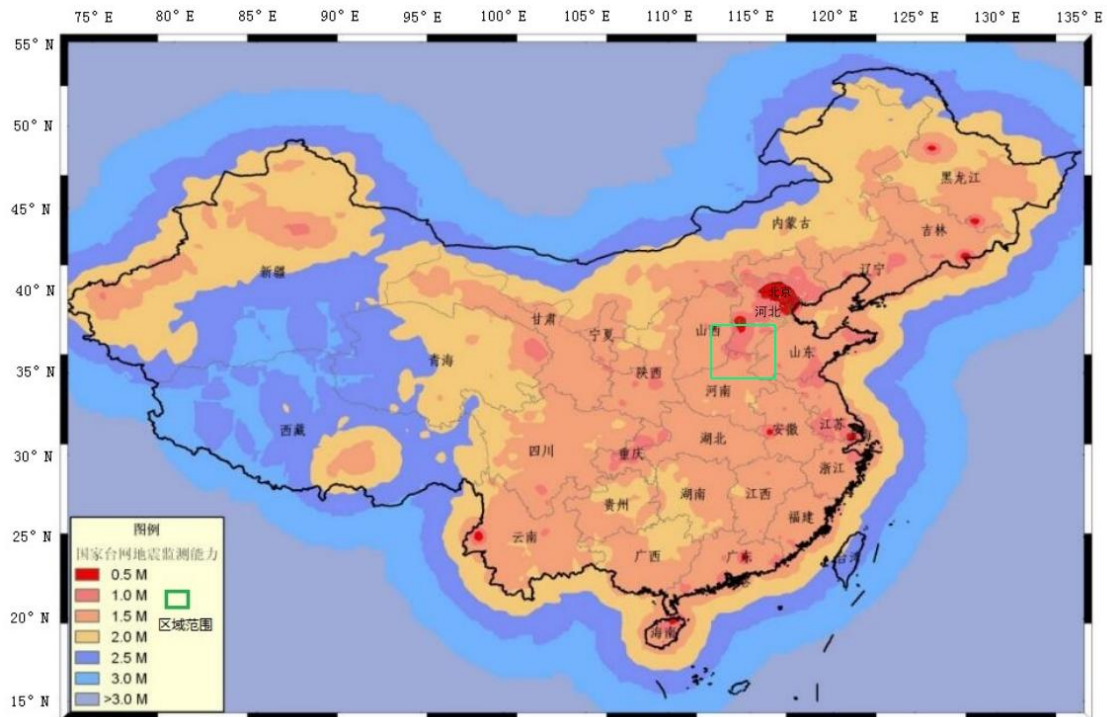 75° E 80° E 85° E 90° E 95° E 100° E 105° E 110° E 115° E 120° E 125° E 130° E 135° E
55° N
50° N
45° N
40° N
35° N
30° N
25° N
20° N
15° N
黑龙江
吉林
内蒙古
辽宁
新疆
北京
河北
甘肃
宁夏
山西
山东
青海
陕西
河南
西藏
江苏
安徽
湖北
四川
重庆
浙江
湖南
江西
贵州
福建
云南
广西
广东
台湾
海南
图例
国家台网地震监测能力
0.5 M
1.0 M
1.5 M
2.0 M
2.5 M
3.0 M
>3.0 M
区域范围